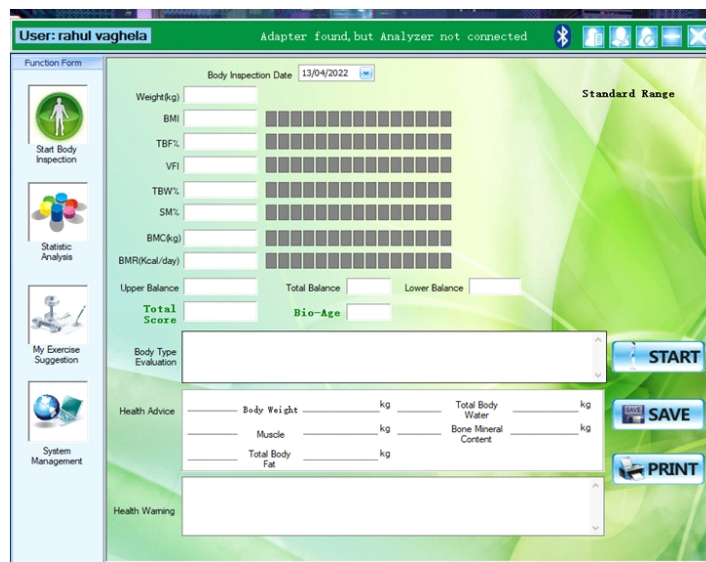 User: rahul vaghela
Adapter found,but Analyzer not connected
Function Form
Start Body
Inspection
Statistic
Analysis
My Exercise
Suggestion
System
Management
Body Inspection Date 13/04/2022
Standard Range
Weight(kg)
BMI
TBF%
VFI
TBW%
SM%
BMC(kg)
BMR(Kcal/day)
Upper Balance Total Balance Lower Balance
Total
Score
Bio-Age
Body Type
Evaluation
START
Health Advice
Body Weight kg
Total Body
Water
kg
Muscle kg
Bone Mineral
Content
kg
Total Body
Fat
kg
SAVE
SAVE
PRINT
Health Warning